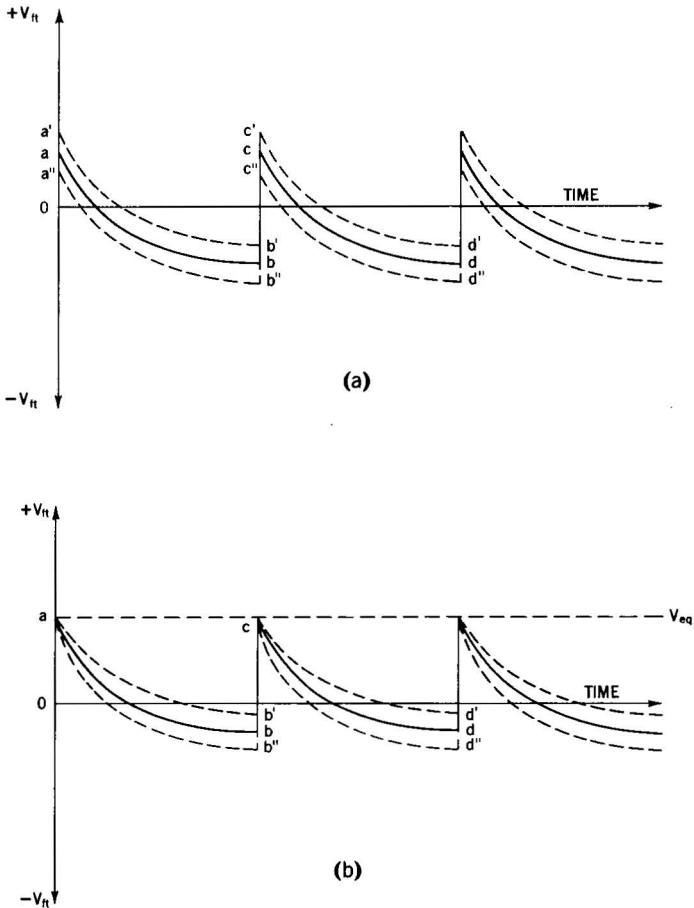 +Vft
a'
a
a"
0
c'
c
c"
TIME
b'
b
b"
d'
d
d"
(a)
−Vft
+Vft
a
c
Veq
0
TIME
b'
b
b"
d'
d
d"
(b)
−Vft